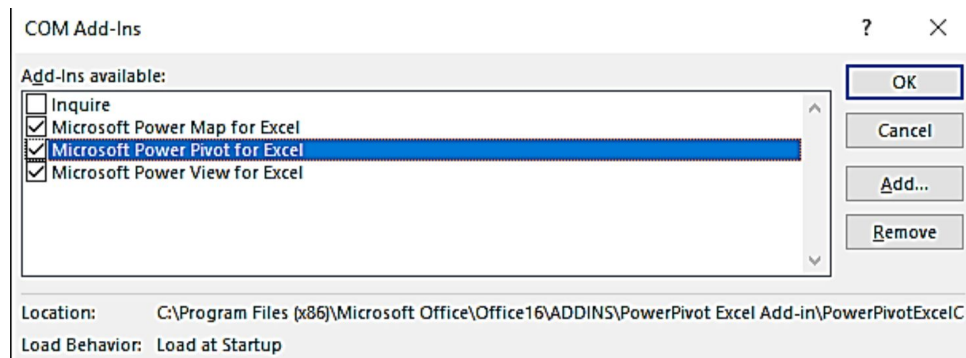 COM Add-Ins ? ×
Add-Ins available:
Inquire
Microsoft Power Map for Excel
Microsoft Power Pivot for Excel
Microsoft Power View for Excel
OK
Cancel
Add...
Remove
Location: C:\Program Files (x86)\Microsoft Office\Office16\ADDINS\PowerPivot Excel Add-in\PowerPivotExcelC
Load Behavior: Load at Startup